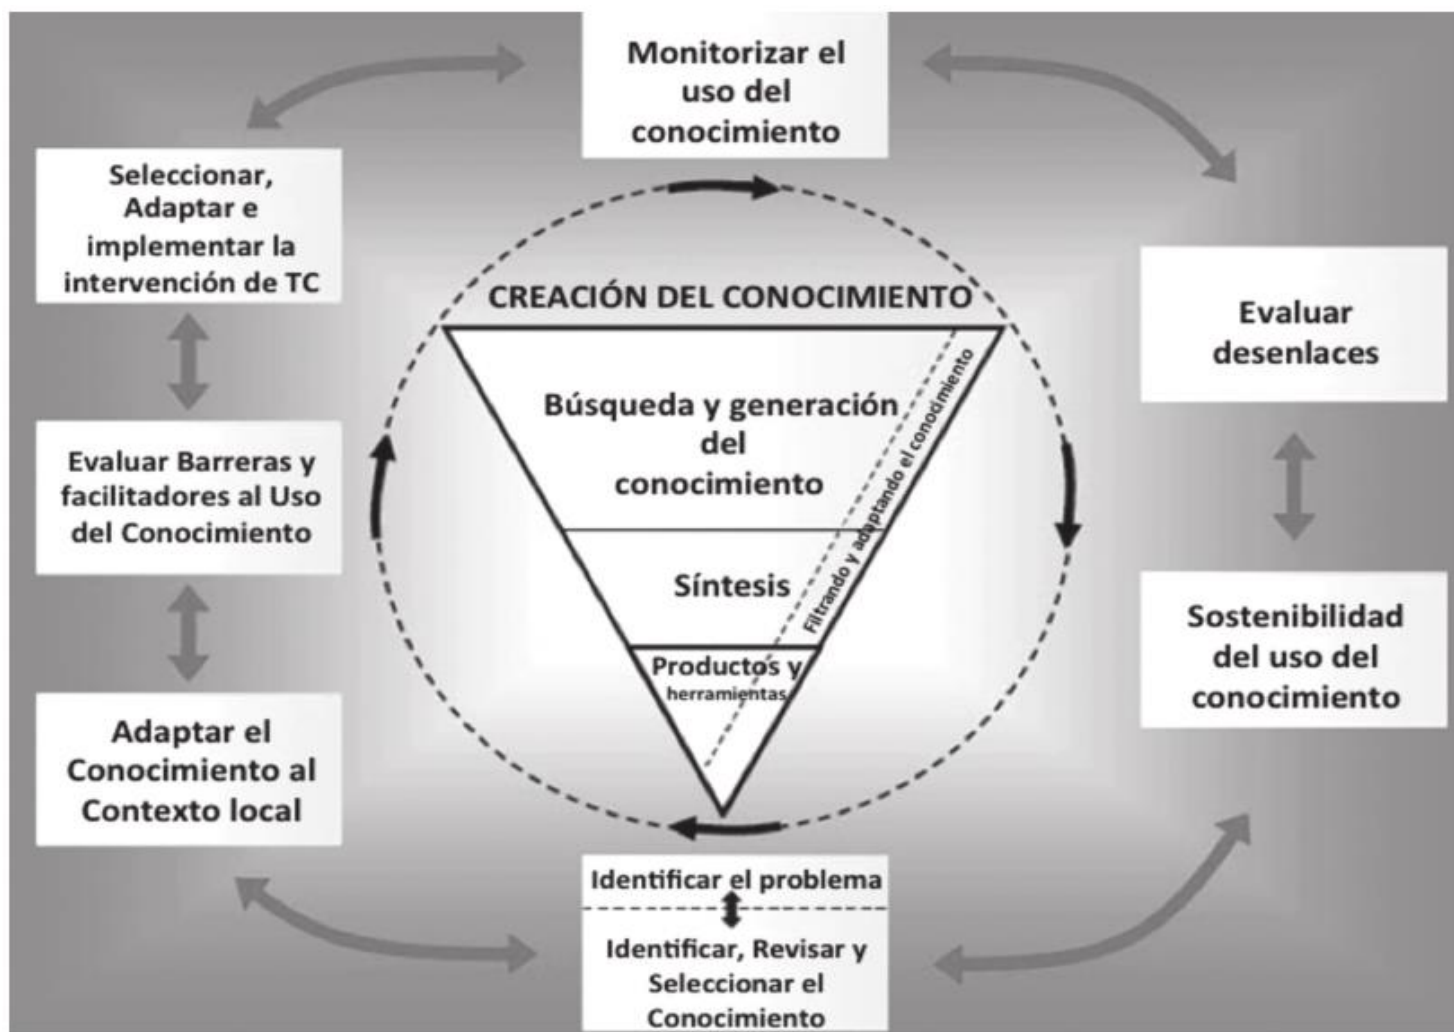 Monitorizar el
uso del
conocimiento
Seleccionar,
Adaptar e
implementar la
intervención de TC
Evaluar
desenlaces
CREACIÓN DEL CONOCIMIENTO
Búsqueda y generación
del
conocimiento
Filtrando y adaptando el conocimiento
Síntesis
Productos y
herramientas
Evaluar Barreras y
facilitadores al Uso
del Conocimiento
Sostenibilidad
del uso del
conocimiento
Adaptar el
Conocimiento al
Contexto local
Identificar el problema
Identificar, Revisar y
Seleccionar el
Conocimiento